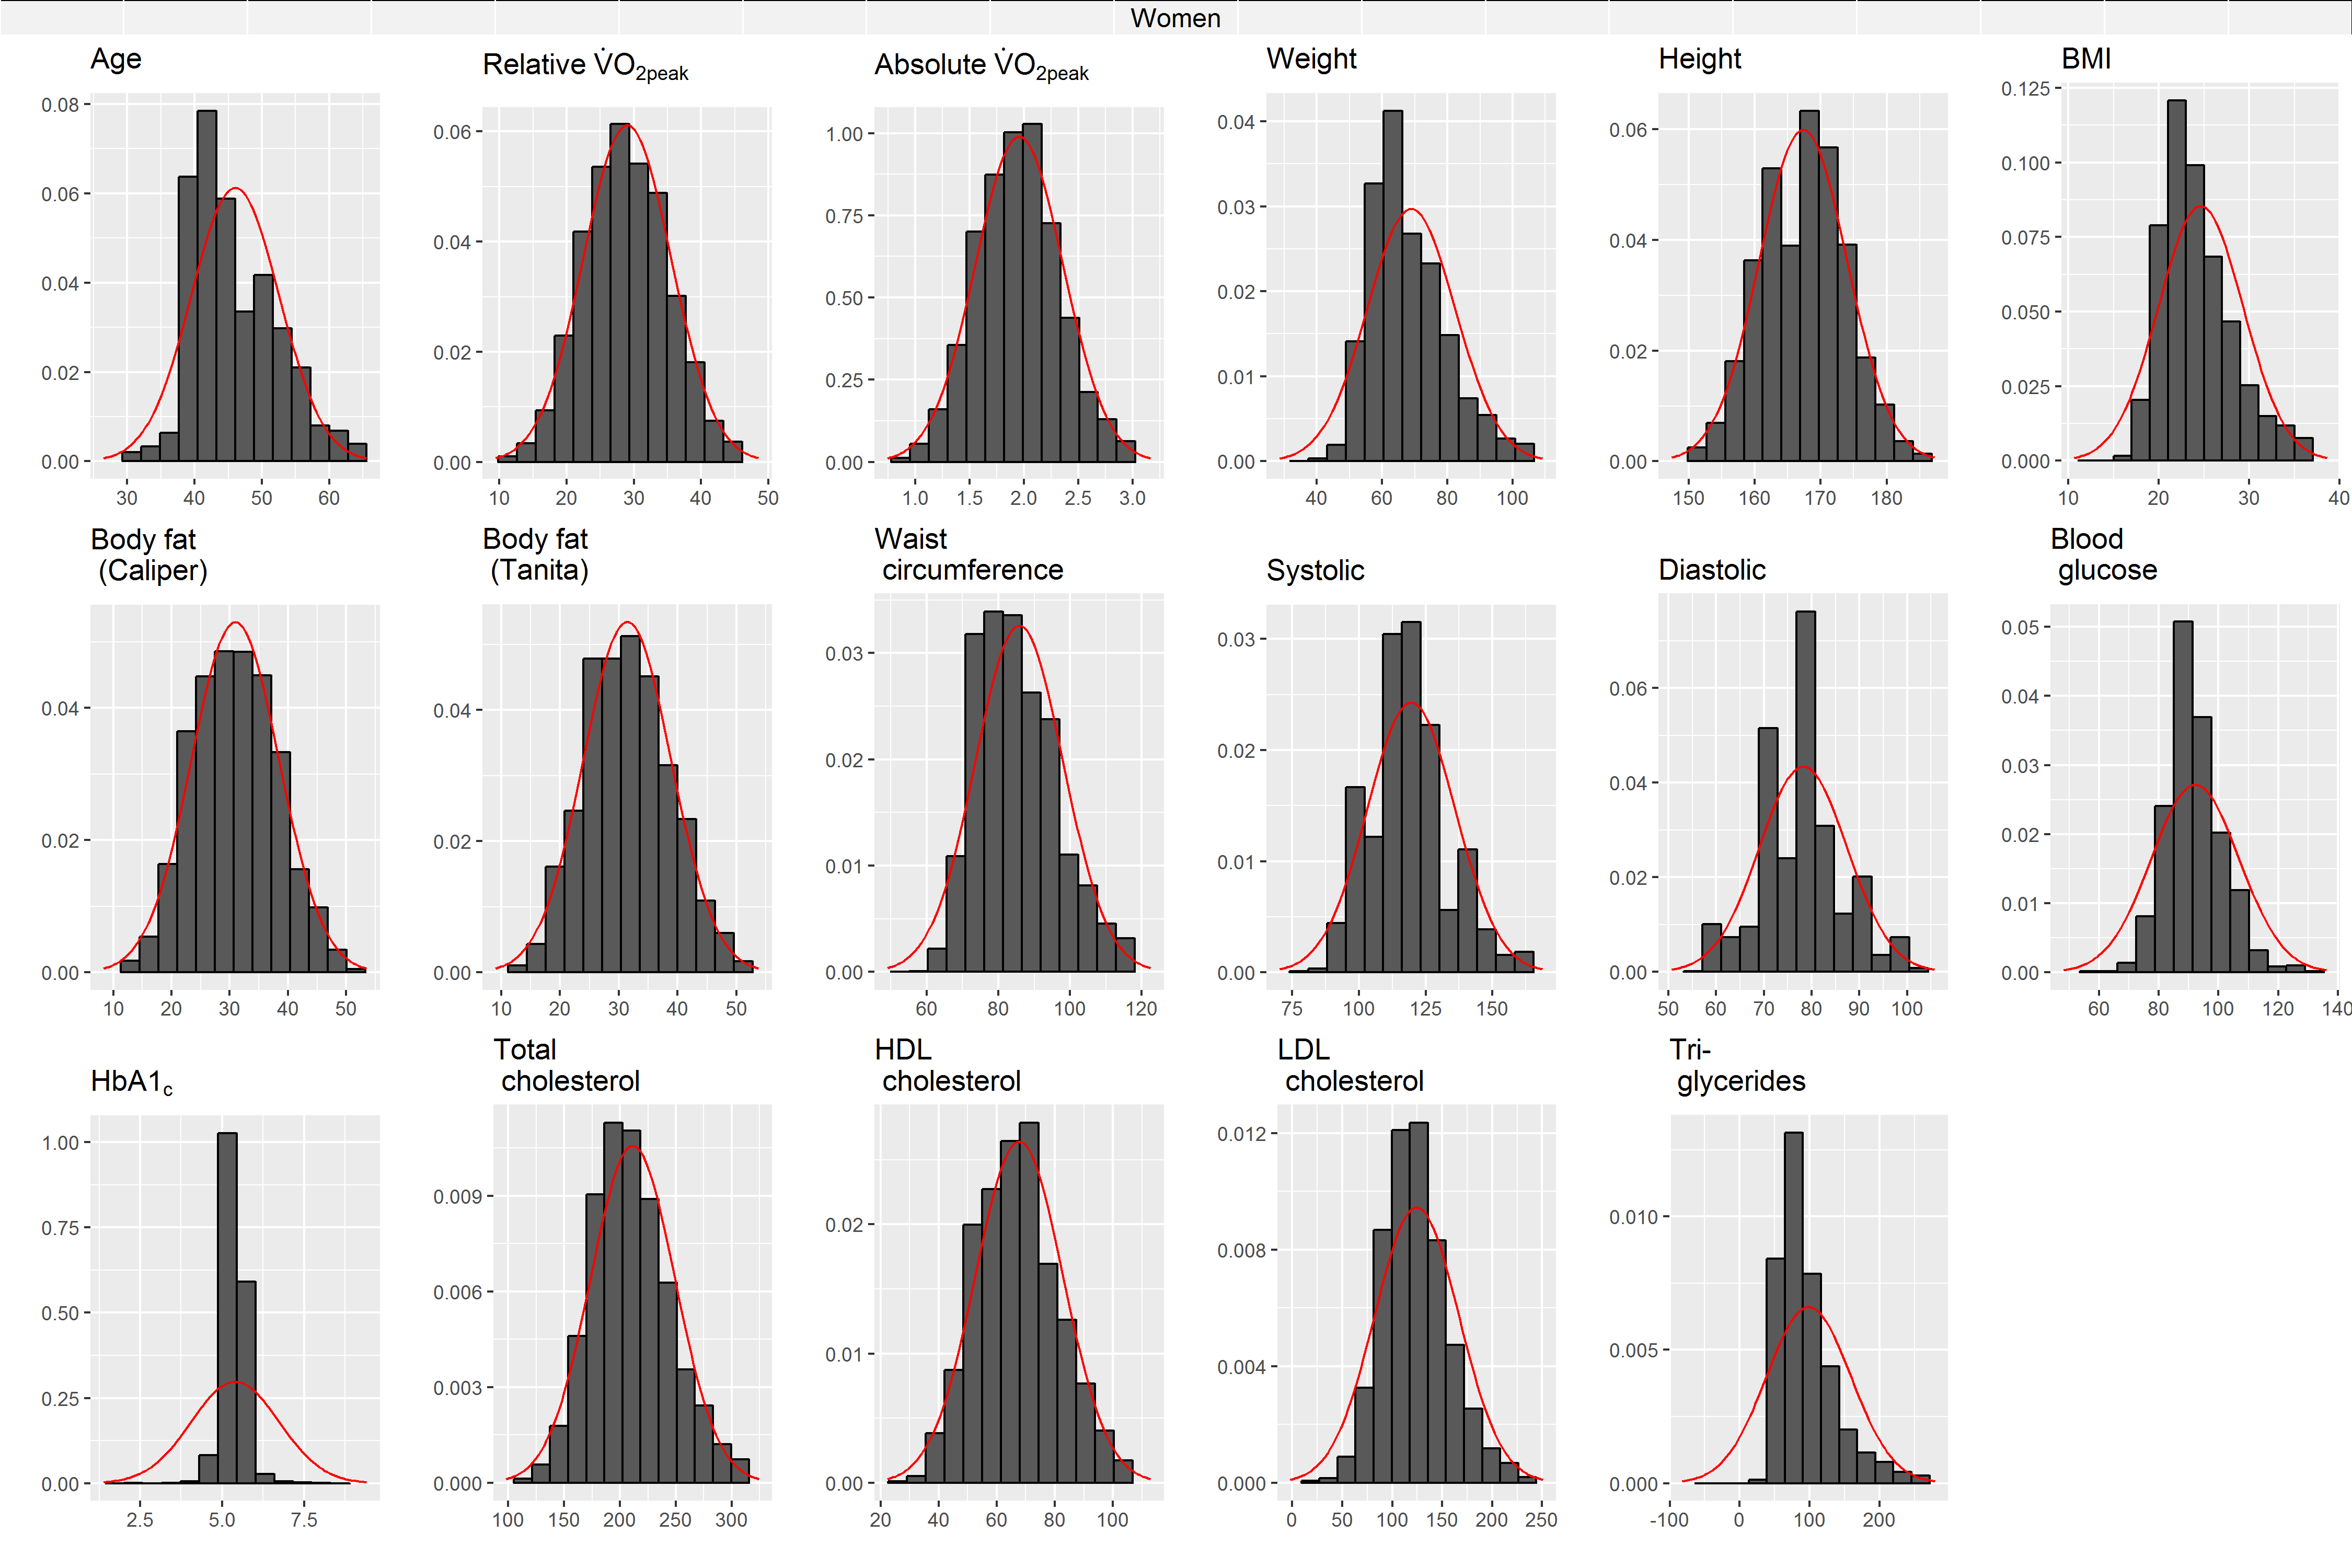 Women
Age
Relative V̇O2peak
Absolute V̇O2peak
Weight
Height
BMI
0.08
0.06
0.04
0.02
0.00
30 40 50 60
0.06
0.04
0.02
0.00
10 20 30 40 50
1.00
0.75
0.50
0.25
0.00
1.0 1.5 2.0 2.5 3.0
0.04
0.03
0.02
0.01
0.00
40 60 80 100
0.06
0.04
0.02
0.00
150 160 170 180
0.125
0.100
0.075
0.050
0.025
0.000
10 20 30 40
Body fat
(Caliper)
Body fat
(Tanita)
Waist
circumference
Systolic
Diastolic
Blood
glucose
0.04
0.02
0.00
10 20 30 40 50
0.04
0.02
0.00
10 20 30 40 50
0.03
0.02
0.01
0.00
60 80 100 120
0.03
0.02
0.01
0.00
75 100 125 150
0.06
0.04
0.02
0.00
50 60 70 80 90 100
0.05
0.04
0.03
0.02
0.01
0.00
60 80 100 120 140
HbA1c
Total
cholesterol
HDL
cholesterol
LDL
cholesterol
Tri-
glycerides
1.00
0.75
0.50
0.25
0.00
2.5 5.0 7.5
0.009
0.006
0.003
0.000
100 150 200 250 300
0.02
0.01
0.00
20 40 60 80 100
0.012
0.008
0.004
0.000
0 50 100 150 200 250
0.010
0.005
0.000
-100 0 100 200